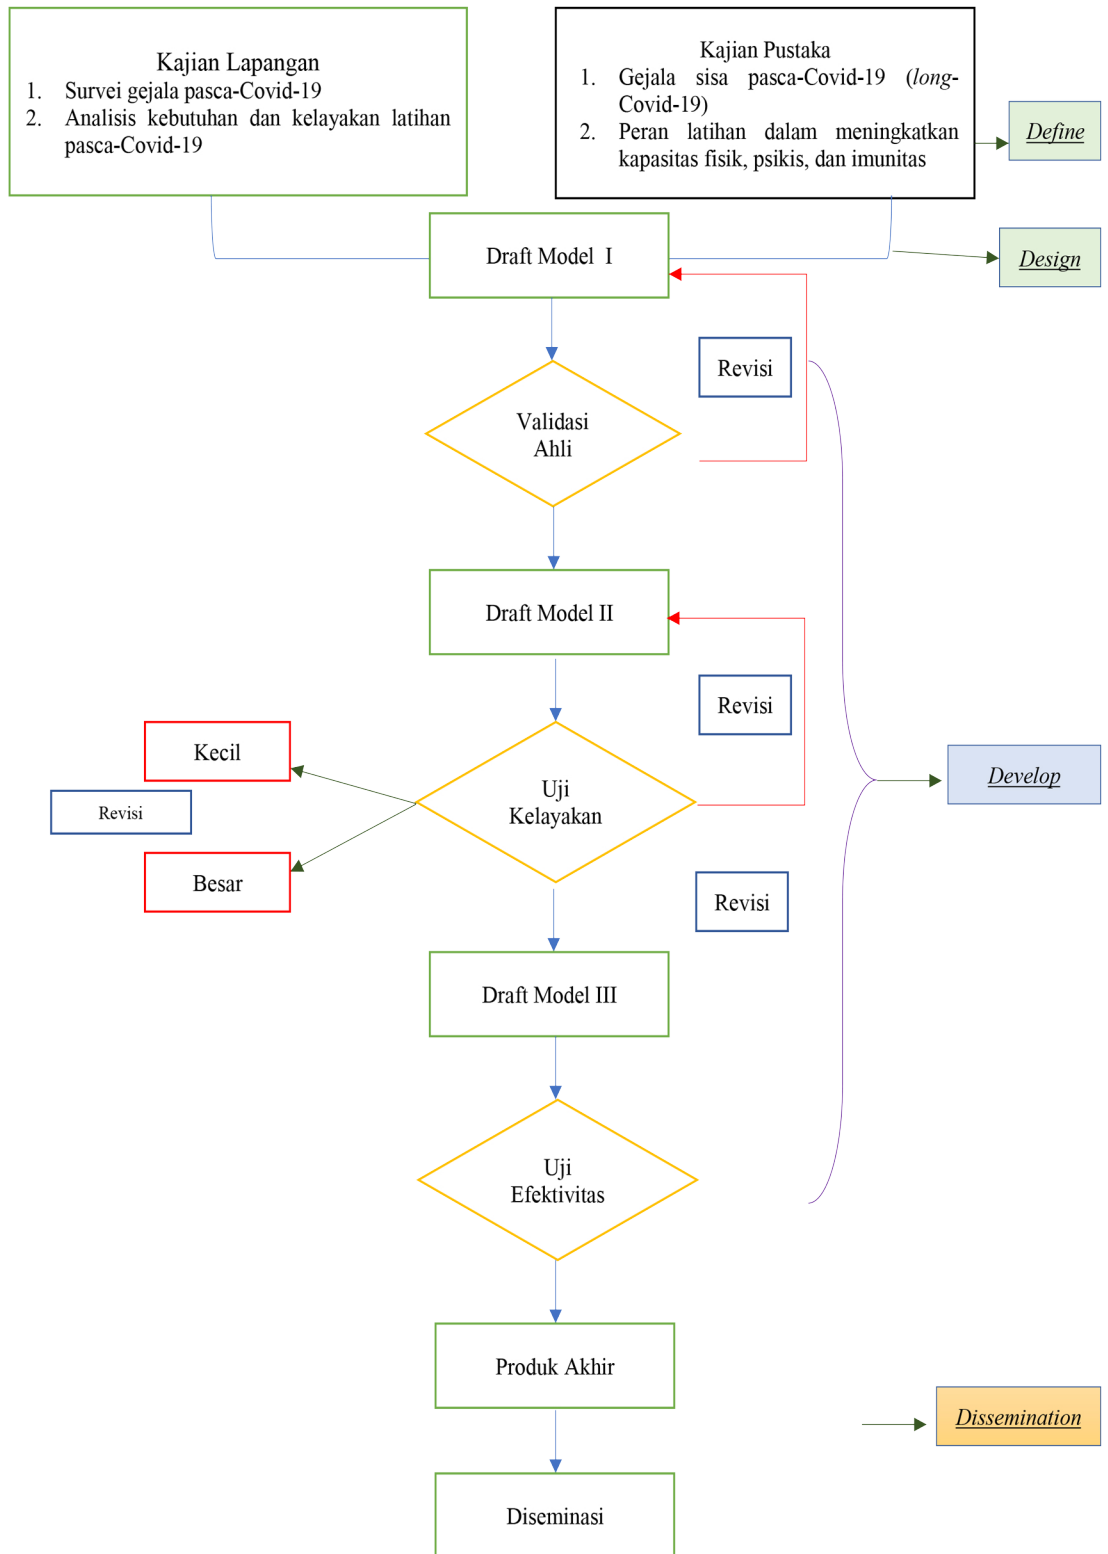 Kajian Lapangan
1. Survei gejala pasca-Covid-19
2. Analisis kebutuhan dan kelayakan latihan
pasca-Covid-19
Kajian Pustaka
1. Gejala sisa pasca-Covid-19 (long-
Covid-19)
2. Peran latihan dalam meningkatkan
kapasitas fisik, psikis, dan imunitas
Define
Draft Model I
Design
Revisi
Validasi
Ahli
Draft Model II
Revisi
Kecil
Uji
Kelayakan
Develop
Revisi
Besar
Revisi
Draft Model III
Uji
Efektivitas
Produk Akhir
Dissemination
Diseminasi